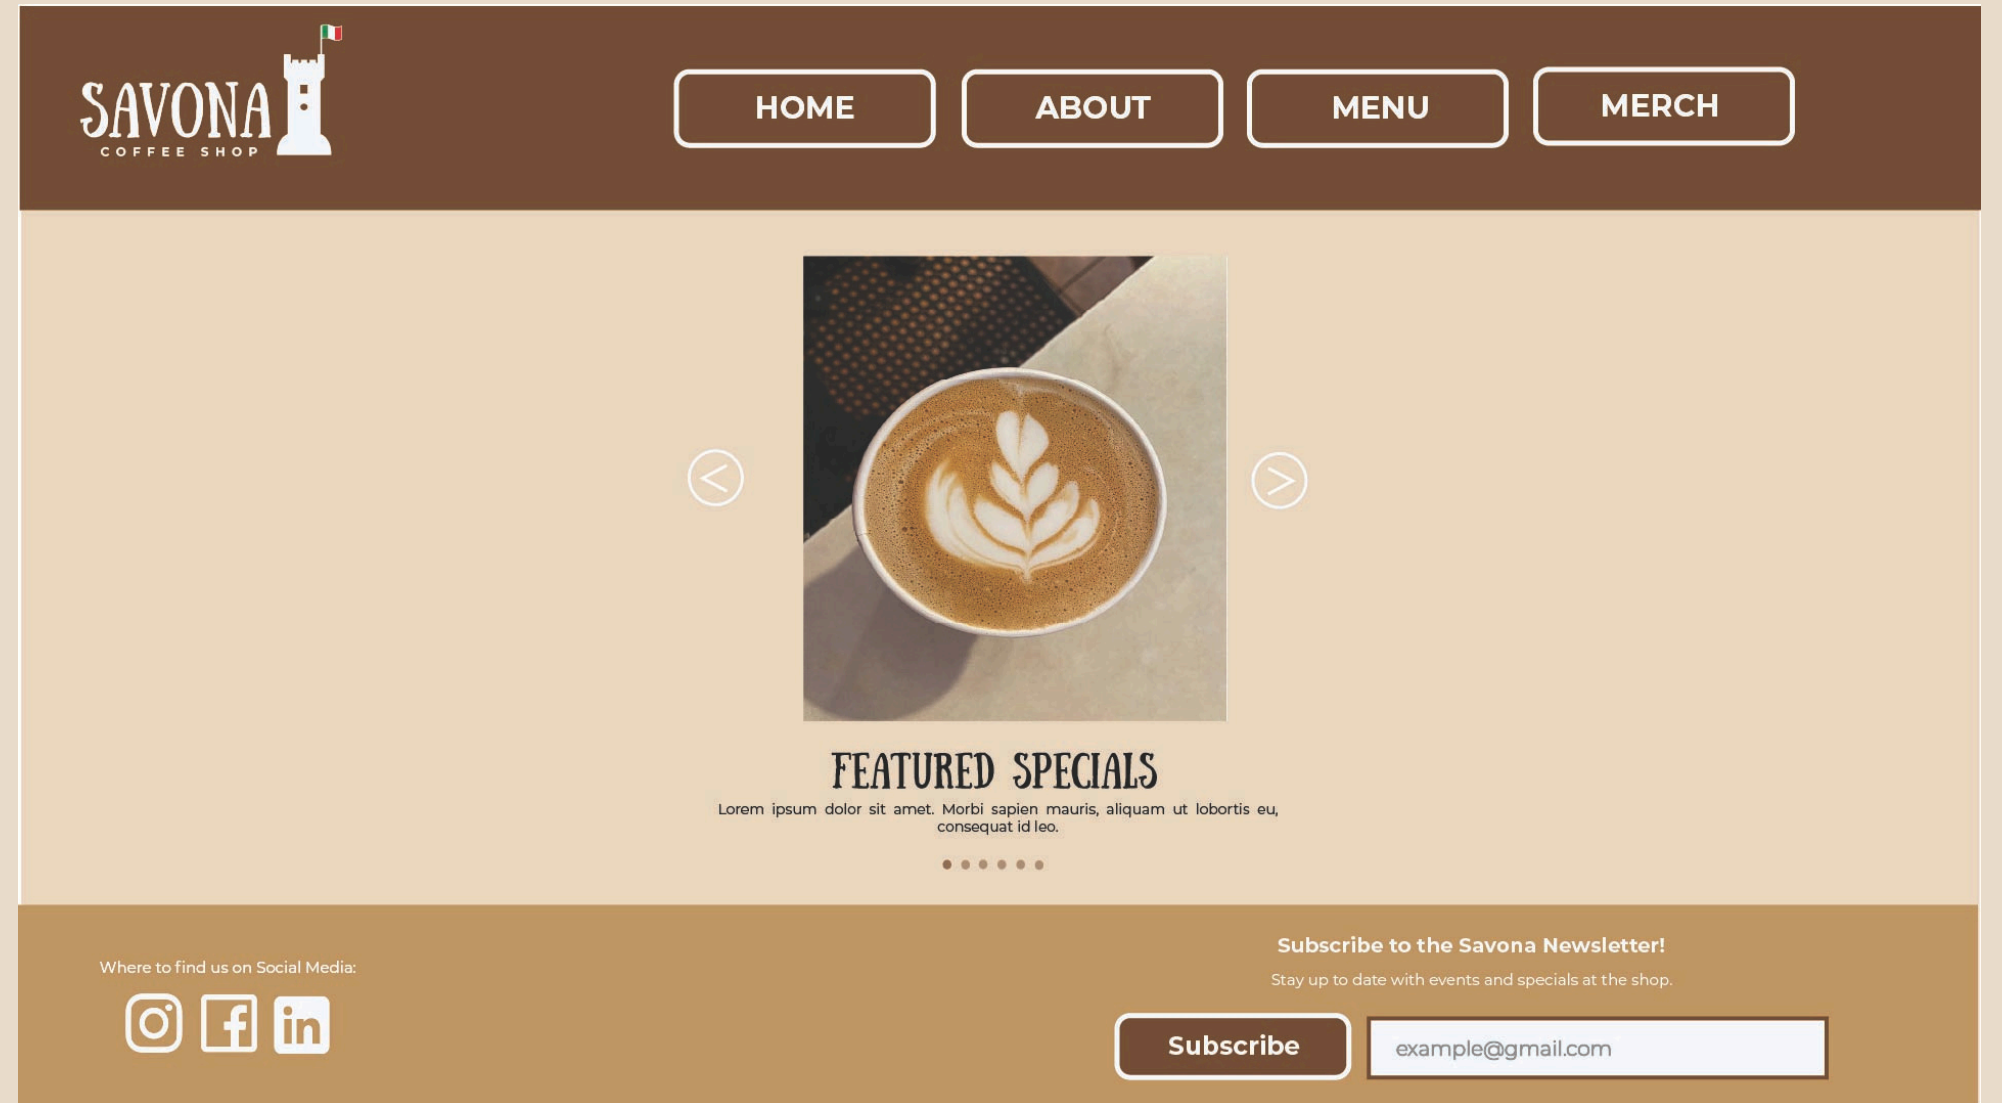 SAVONA
COFFEE SHOP
HOME
ABOUT
MENU
MERCH
FEATURED SPECIALS
Lorem ipsum dolor sit amet. Morbi sapien mauris, aliquam ut lobortis eu,
consequat id leo.
Where to find us on Social Media:
in
Subscribe to the Savona Newsletter!
Stay up to date with events and specials at the shop.
Subscribe
example@gmail.com